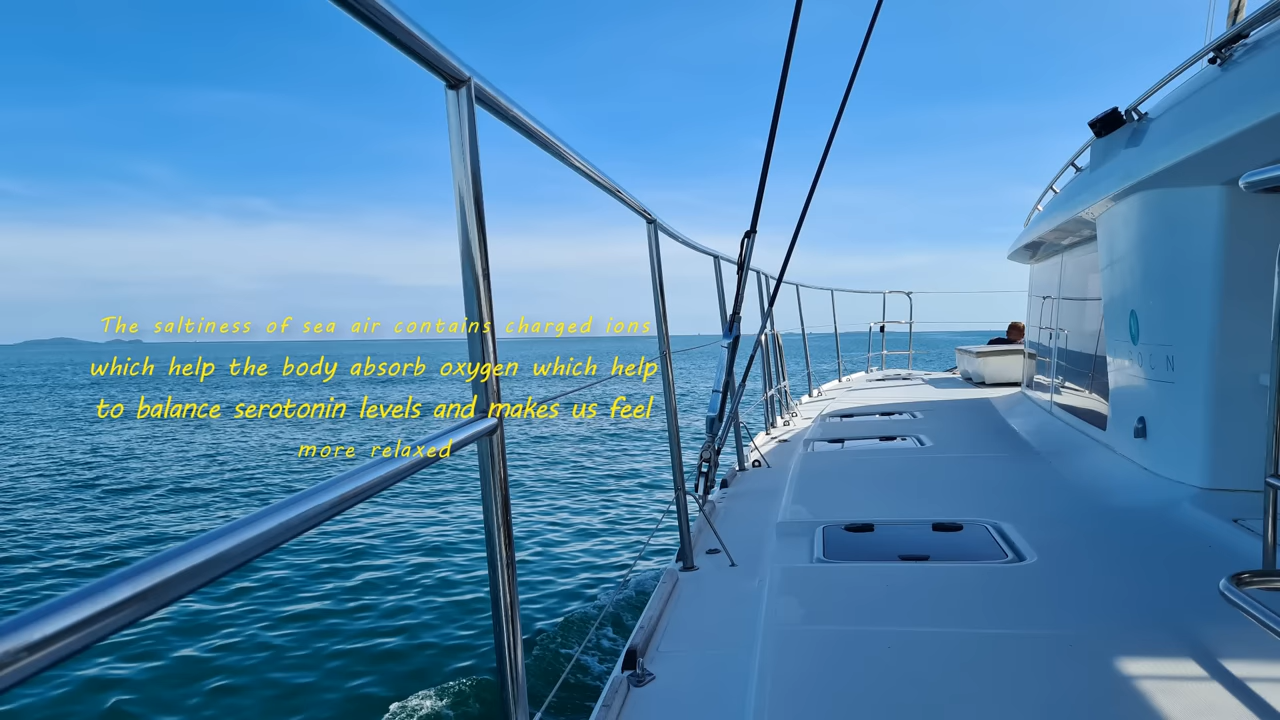 The saltiness of sea air contains charged ions
which help the body absorb oxygen which help
to balance serotonin levels and makes us feel
more relaxed